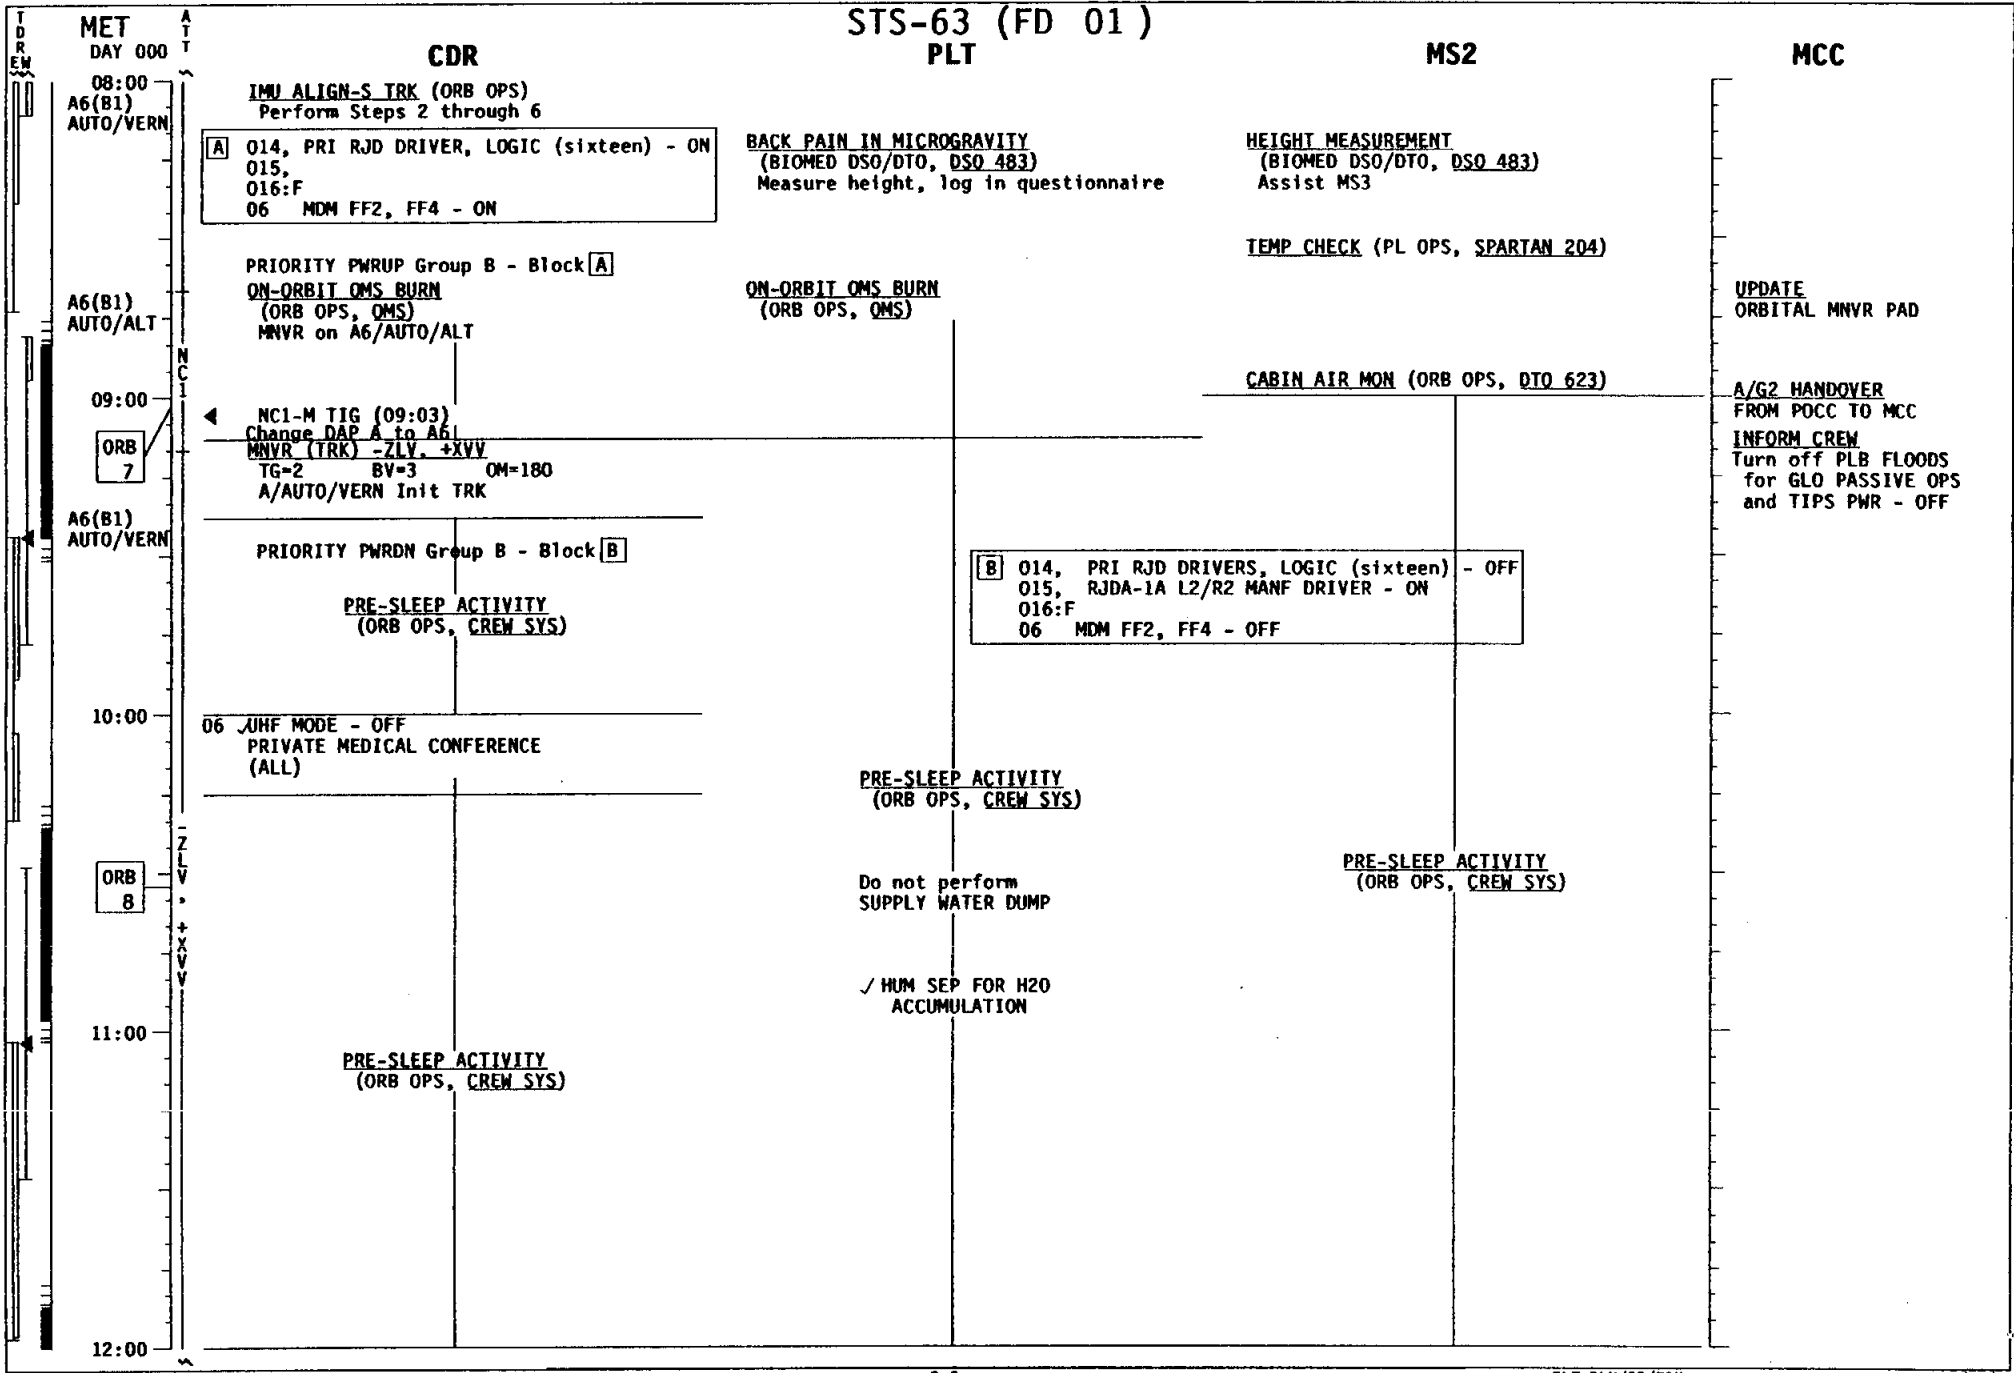 STS-63 (FD 01)
TDRE W
MET
DAY 000
ATT
CDR
PLT
MS2
MCC
08:00
A6(B1)
AUTO/VERN
IMU ALIGN-S TRK (ORB OPS)
Perform Steps 2 through 6
A 014, PRI RJD DRIVER, LOGIC (sixteen) - ON
015,
016:F
06 MDM FF2, FF4 - ON
BACK PAIN IN MICROGRAVITY
(BIOMED DSO/DTO, DSO 483)
Measure height, log in questionnaire
HEIGHT MEASUREMENT
(BIOMED DSO/DTO, DSO 483)
Assist MS3
TEMP CHECK (PL OPS, SPARTAN 204)
PRIORITY PWRUP Group B - Block A
A6(B1)
AUTO/ALT
ON-ORBIT OMS BURN
(ORB OPS, OMS)
MNVR on A6/AUTO/ALT
ON-ORBIT OMS BURN
(ORB OPS, OMS)
UPDATE
ORBITAL MNVR PAD
NC1
CABIN AIR MON (ORB OPS, DTO 623)
09:00
A/G2 HANDOVER
FROM POCC TO MCC
NC1-M TIG (09:03)
Change DAP A to A6
ORB
7
MNVR (TRK) -ZLV, +XVV
TG=2 BV=3 OM=180
A/AUTO/VERN Init TRK
INFORM CREW
Turn off PLB FLOODS
for GLO PASSIVE OPS
and TIPS PWR - OFF
A6(B1)
AUTO/VERN
PRIORITY PWRDN Group B - Block B
B 014, PRI RJD DRIVERS, LOGIC (sixteen) - OFF
015, RJDA-1A L2/R2 MANF DRIVER - ON
016:F
06 MDM FF2, FF4 - OFF
PRE-SLEEP ACTIVITY
(ORB OPS, CREW SYS)
10:00
06 ✓UHF MODE - OFF
PRIVATE MEDICAL CONFERENCE
(ALL)
PRE-SLEEP ACTIVITY
(ORB OPS, CREW SYS)
-ZLV, +XVV
ORB
8
PRE-SLEEP ACTIVITY
(ORB OPS, CREW SYS)
Do not perform
SUPPLY WATER DUMP
✓ HUM SEP FOR H2O
ACCUMULATION
11:00
PRE-SLEEP ACTIVITY
(ORB OPS, CREW SYS)
12:00